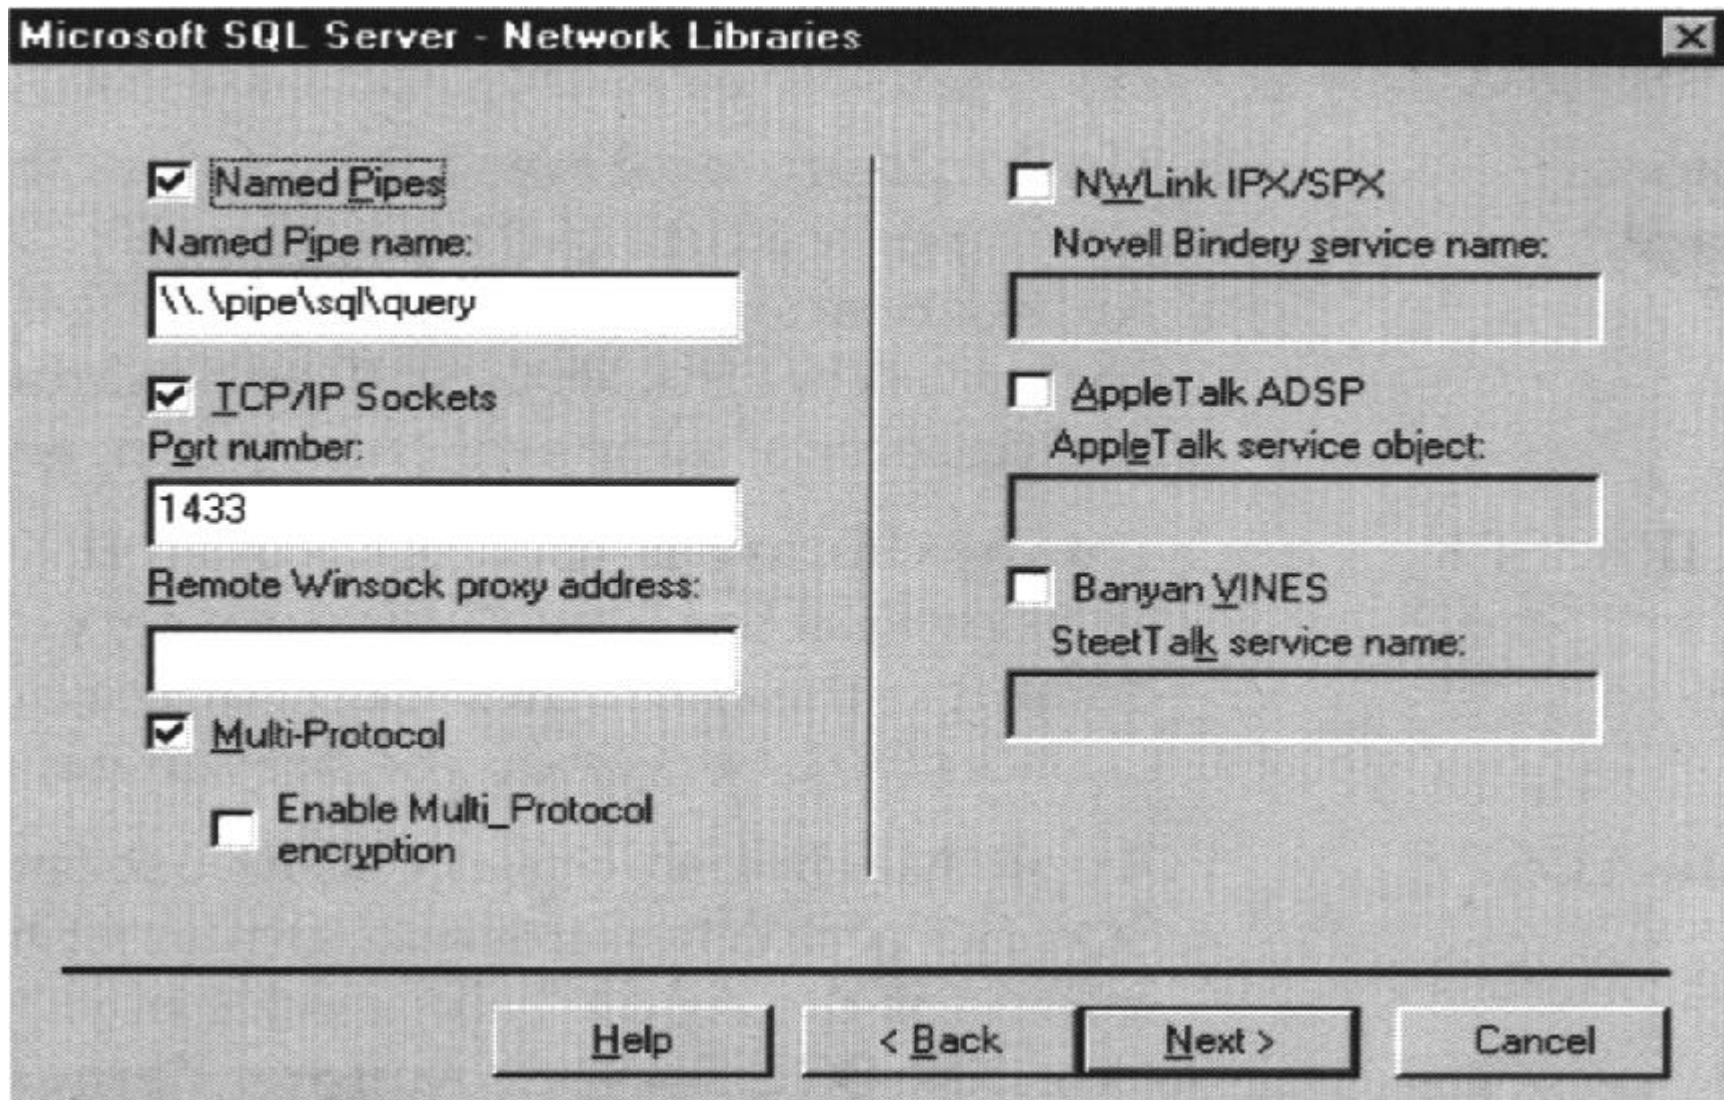 Microsoft SQL Server - Network Libraries
Named Pipes
Named Pipe name:
\\.\pipe\sql\query
TCP/IP Sockets
Port number:
1433
Remote Winsock proxy address:
Multi-Protocol
Enable Multi_Protocol
encryption
NWLink IPX/SPX
Novell Bindery service name:
AppleTalk ADSP
AppleTalk service object:
Banyan VINES
SteetTalk service name:
Help
< Back
Next >
Cancel